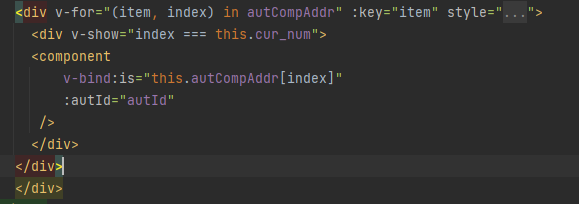 <div v-for="(item, index) in autCompAddr" :key="item" style="...">
<div v-show="index === this.cur_num">
<component
v-bind:is="this.autCompAddr[index]"
:autId="autId"
/>
</div>
</div>
</div>